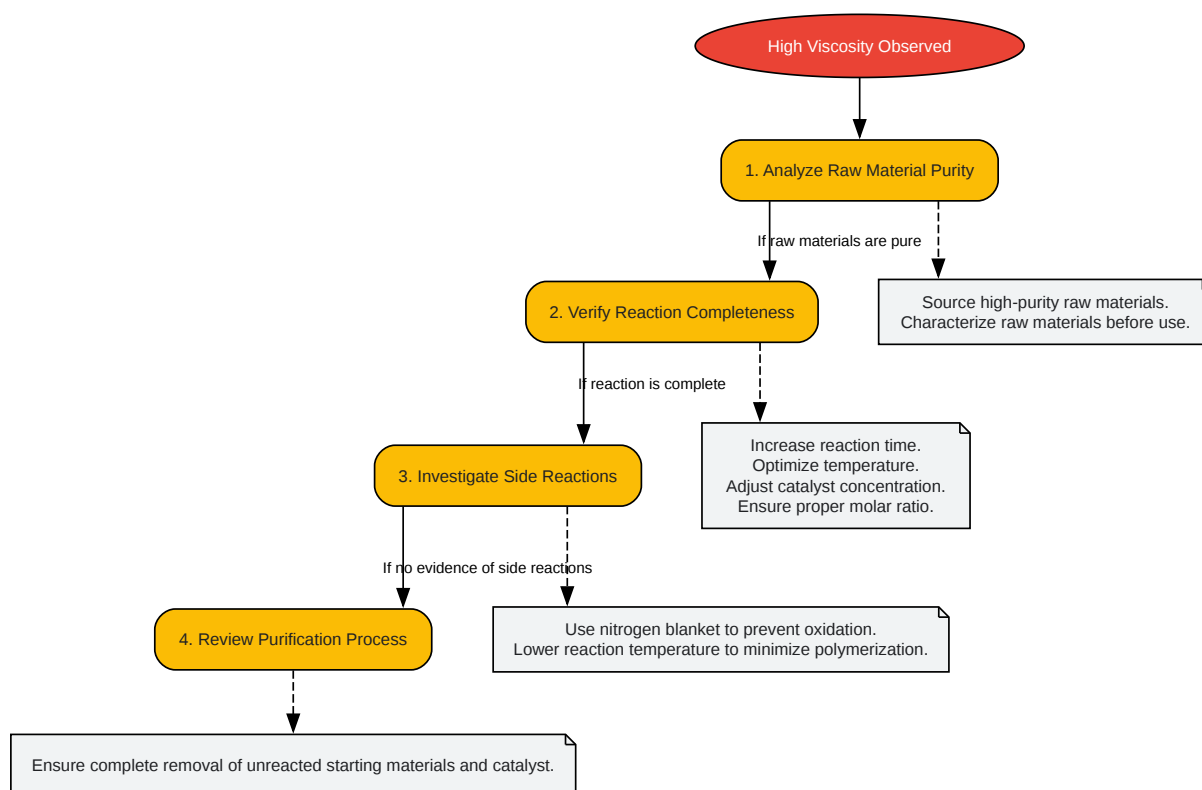 High Viscosity Observed
1. Analyze Raw Material Purity
If raw materials are pure
Source high-purity raw materials.
Characterize raw materials before use.
2. Verify Reaction Completeness
If reaction is complete
Increase reaction time.
Optimize temperature.
Adjust catalyst concentration.
Ensure proper molar ratio.
3. Investigate Side Reactions
If no evidence of side reactions
Use nitrogen blanket to prevent oxidation.
Lower reaction temperature to minimize polymerization.
4. Review Purification Process
Ensure complete removal of unreacted starting materials and catalyst.